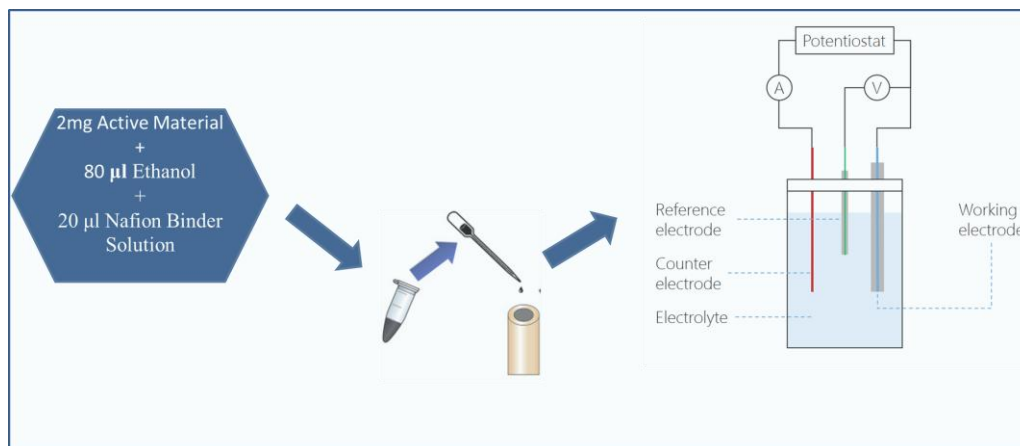 2mg Active Material
+
80 µl Ethanol
+
20 µl Nafion Binder
Solution
Potentiostat
A
V
Reference
electrode
Counter
electrode
Electrolyte
Working
electrode